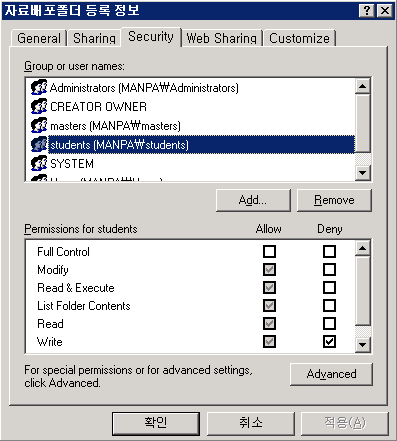 자료배포폴더 등록 정보
General Sharing Security Web Sharing Customize
Group or user names:
Administrators (MANPA₩Administrators)
CREATOR OWNER
masters (MANPA₩masters)
students (MANPA₩students)
SYSTEM
Add... Remove
Permissions for students Allow Deny
Full Control
Modify
Read & Execute
List Folder Contents
Read
Write
For special permissions or for advanced settings,
click Advanced.
Advanced
확인 취소 적용(A)